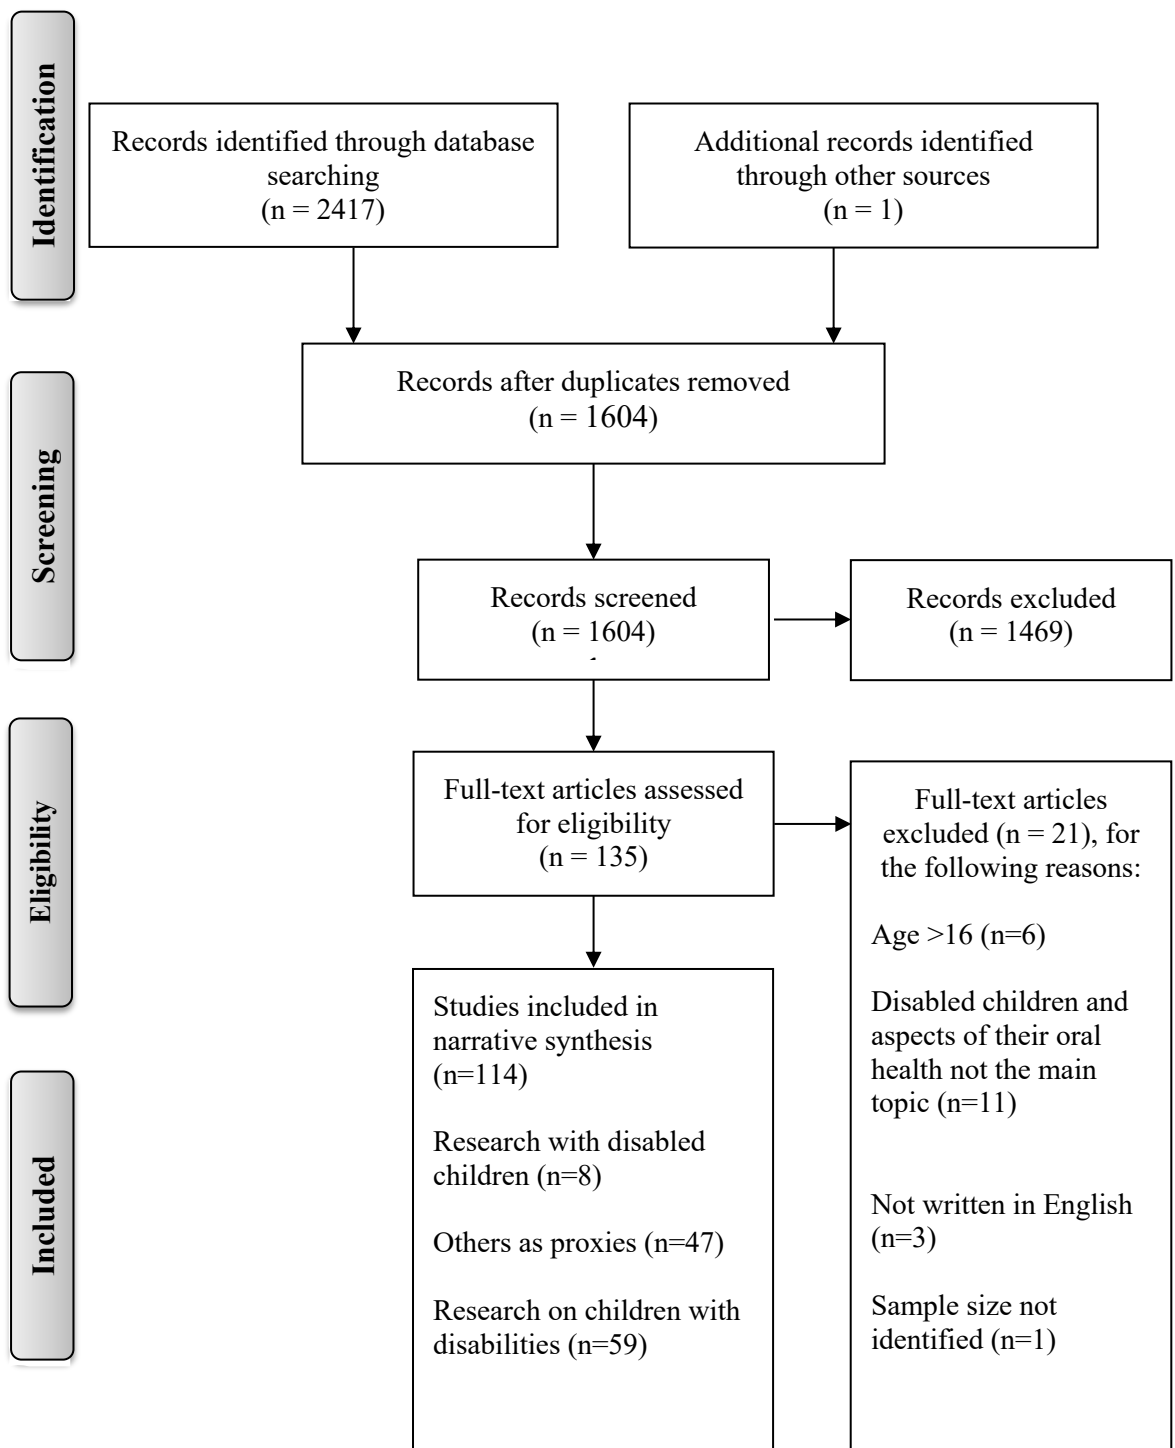 Identification
Records identified through database
searching
(n = 2417)
Additional records identified
through other sources
(n = 1)
Records after duplicates removed
(n = 1604)
Screening
Records screened
(n = 1604)
Records excluded
(n = 1469)
Eligibility
Full-text articles assessed
for eligibility
(n = 135)
Full-text articles
excluded (n = 21), for
the following reasons:
Age >16 (n=6)
Disabled children and
aspects of their oral
health not the main
topic (n=11)
Not written in English
(n=3)
Sample size not
identified (n=1)
Included
Studies included in
narrative synthesis
(n=114)
Research with disabled
children (n=8)
Others as proxies (n=47)
Research on children with
disabilities (n=59)